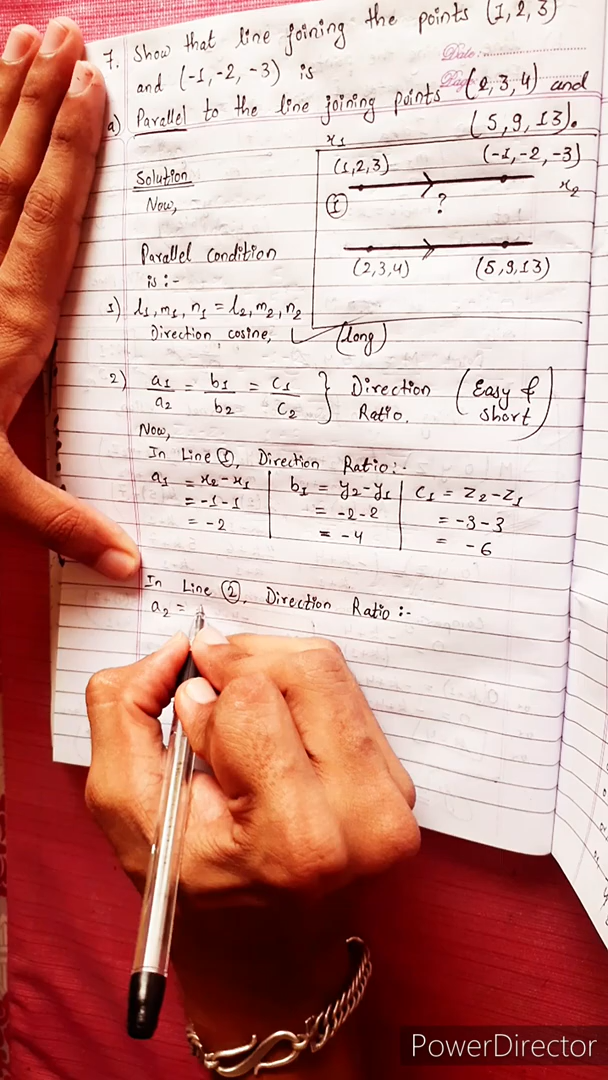 7. Show that line joining the points (1,2,3)
and (-1,-2,-3) is
Date:
a) Parallel to the line joining points (2,3,4) and
(5,9,13).
x1
(1,2,3) (-1,-2,-3)
x2
Solution
Now,
1 ?
(2,3,4) (5,9,13)
Parallel condition
is :-
1) l1,m1,n1 = l2,m2,n2
Direction cosine, (long)
2) a1/a2 = b1/b2 = c1/c2 } Direction Ratio. (Easy & short)
Now,
In Line 1, Direction Ratio:-
a1 = x2-x1 b1 = y2-y1 c1 = z2-z1
= -1-1 = -2-2 = -3-3
= -2 = -4 = -6
In Line 2, Direction Ratio :-
a2 =
PowerDirector